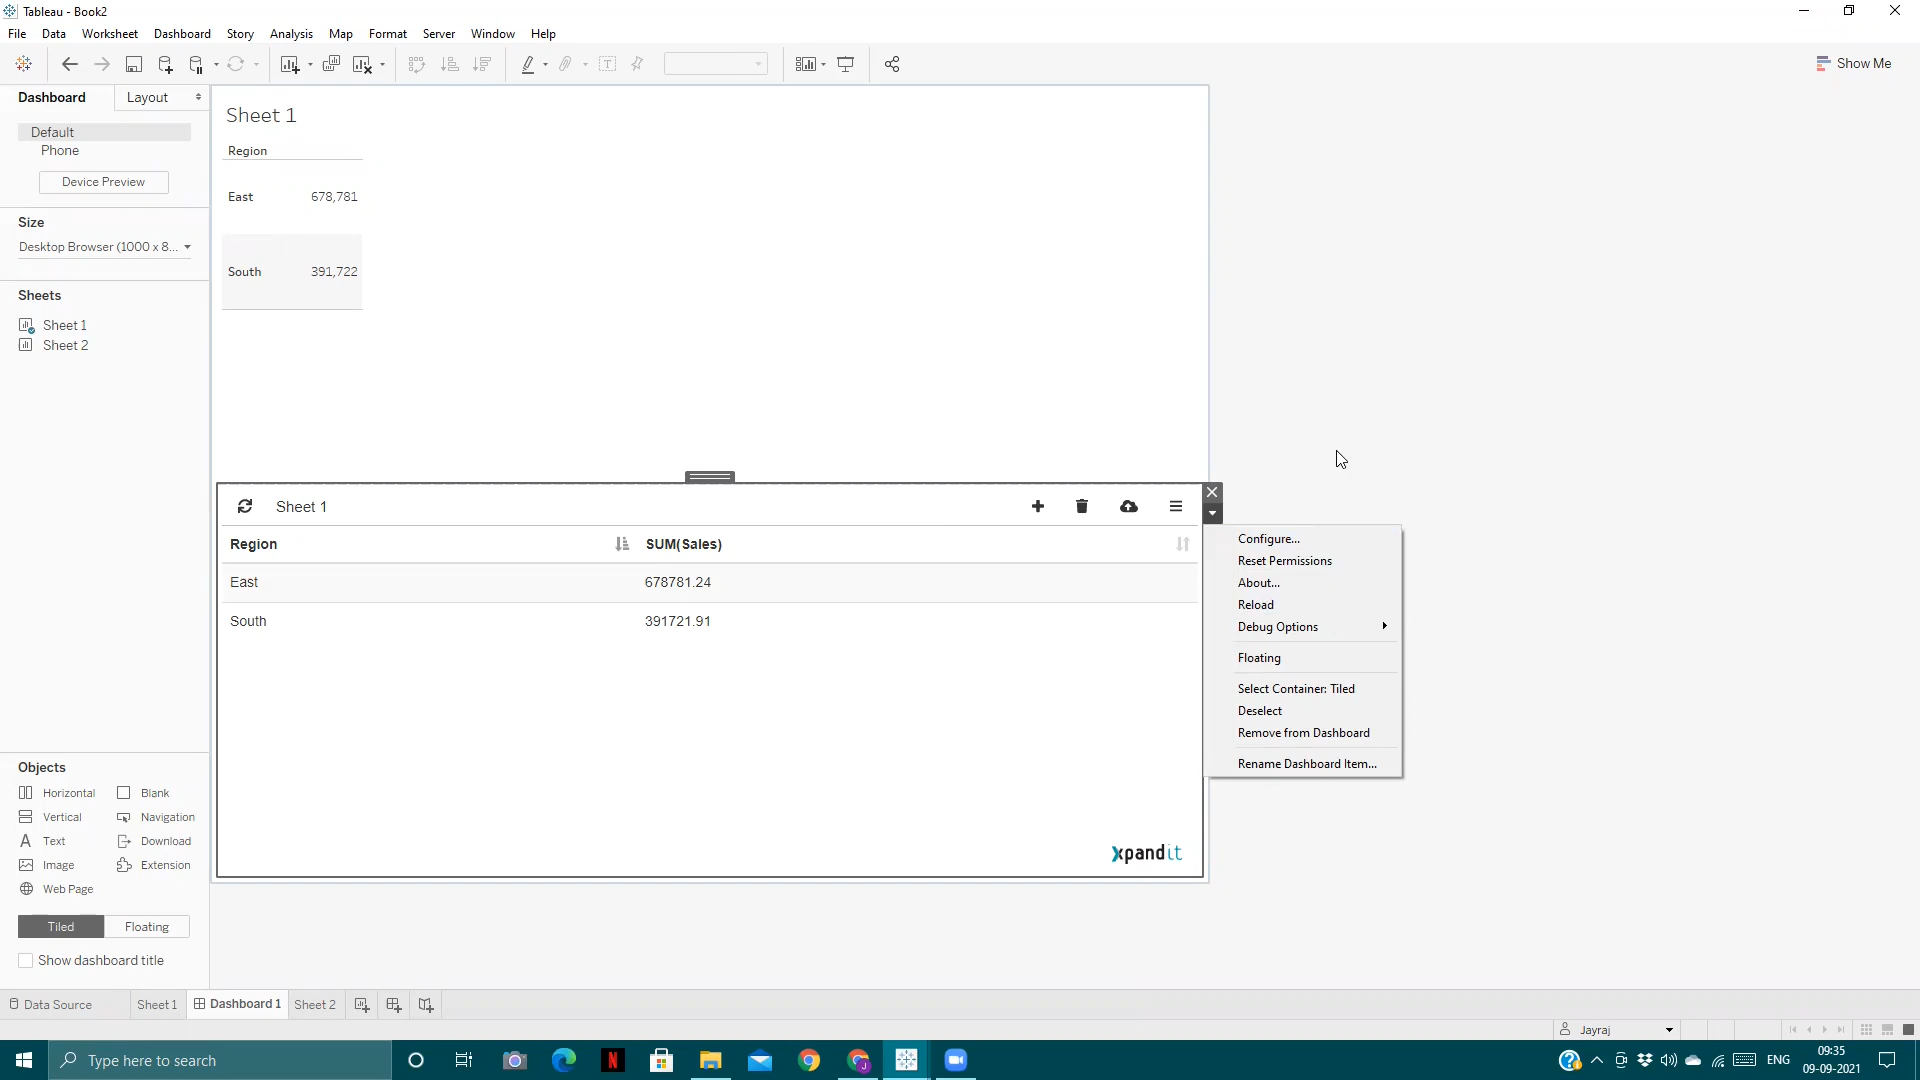 Tableau - Book2
File Data Worksheet Dashboard Story Analysis Map Format Server Window Help
Show Me
Dashboard Layout
Default
Phone
Device Preview
Size
Desktop Browser (1000 x 8...
Sheets
Sheet 1
Sheet 2
Objects
Horizontal Blank
Vertical Navigation
A Text Download
Image Extension
Web Page
Tiled Floating
Show dashboard title
Sheet 1
Region
East 678,781
South 391,722
Sheet 1
Region SUM(Sales)
East 678781.24
South 391721.91
xpandit
Configure...
Reset Permissions
About...
Reload
Debug Options
Floating
Select Container: Tiled
Deselect
Remove from Dashboard
Rename Dashboard Item...
Data Source Sheet 1 Dashboard 1 Sheet 2
Jayraj
Type here to search
N
J
ENG
09:35
09-09-2021